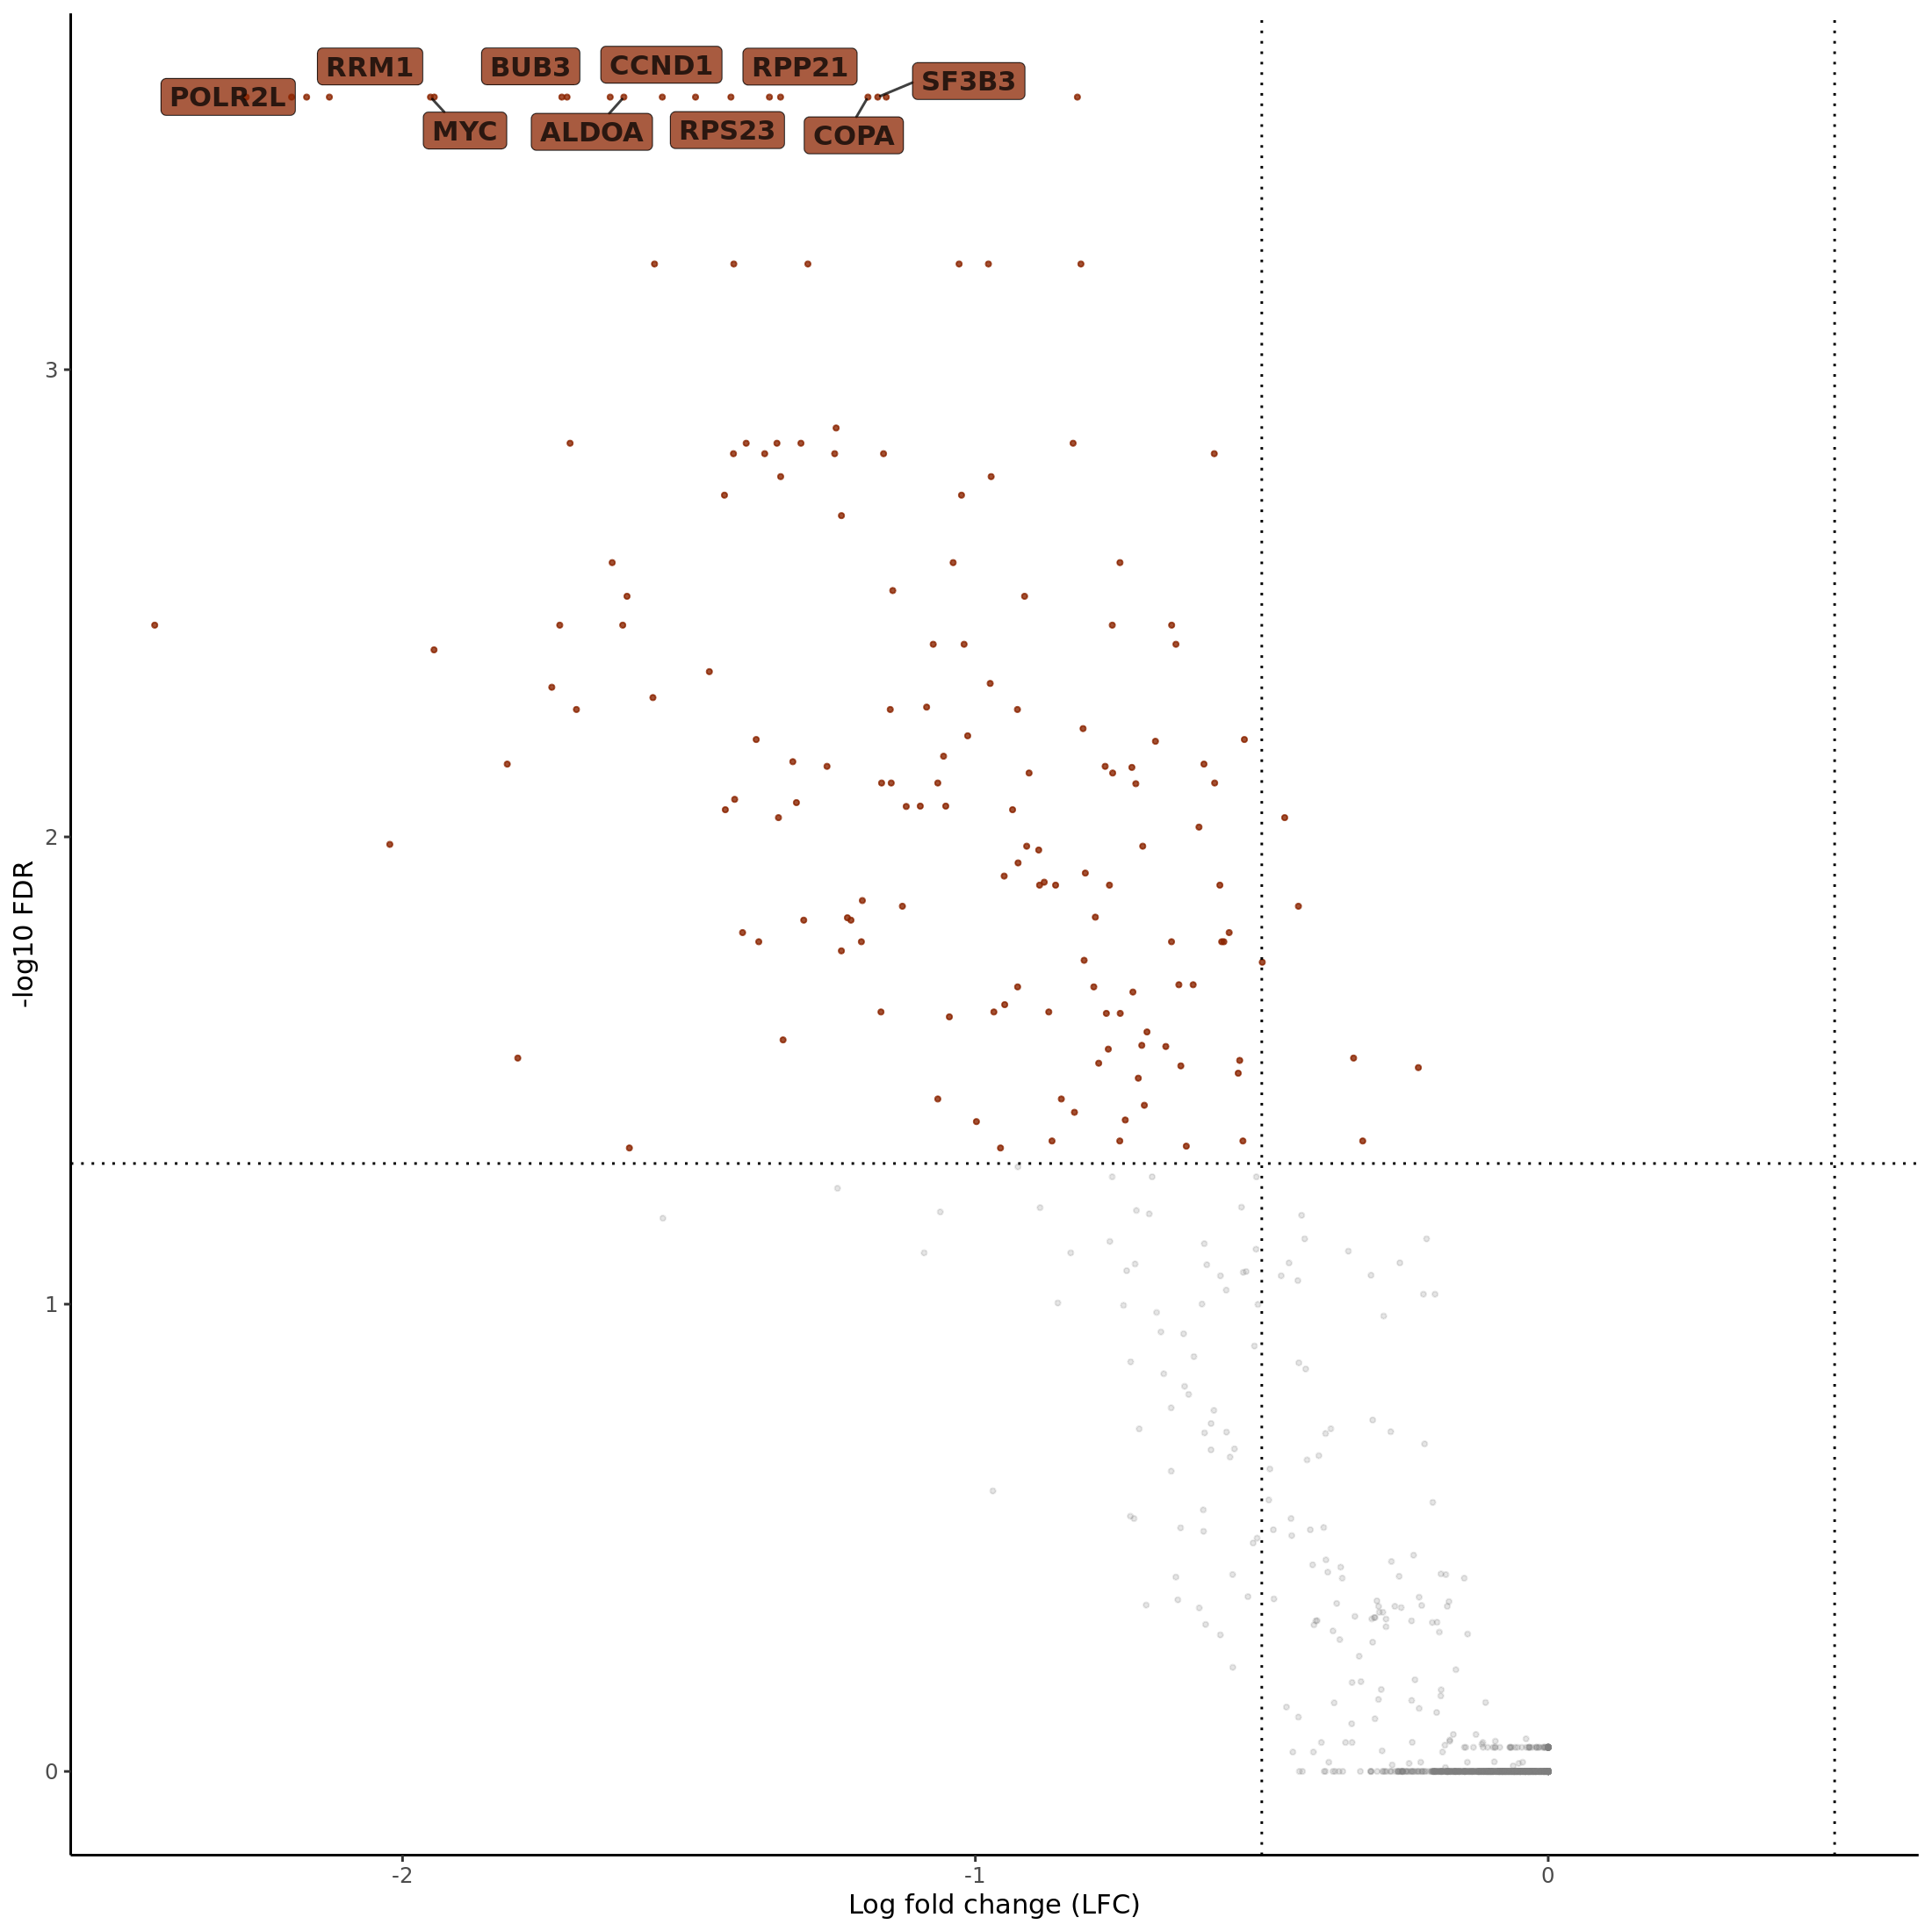 RRM1
BUB3
CCND1
RPP21
SF3B3
POLR2L
MYC
ALDOA
RPS23
COPA
3
2
1
0
-log10 FDR
-2
-1
0
Log fold change (LFC)